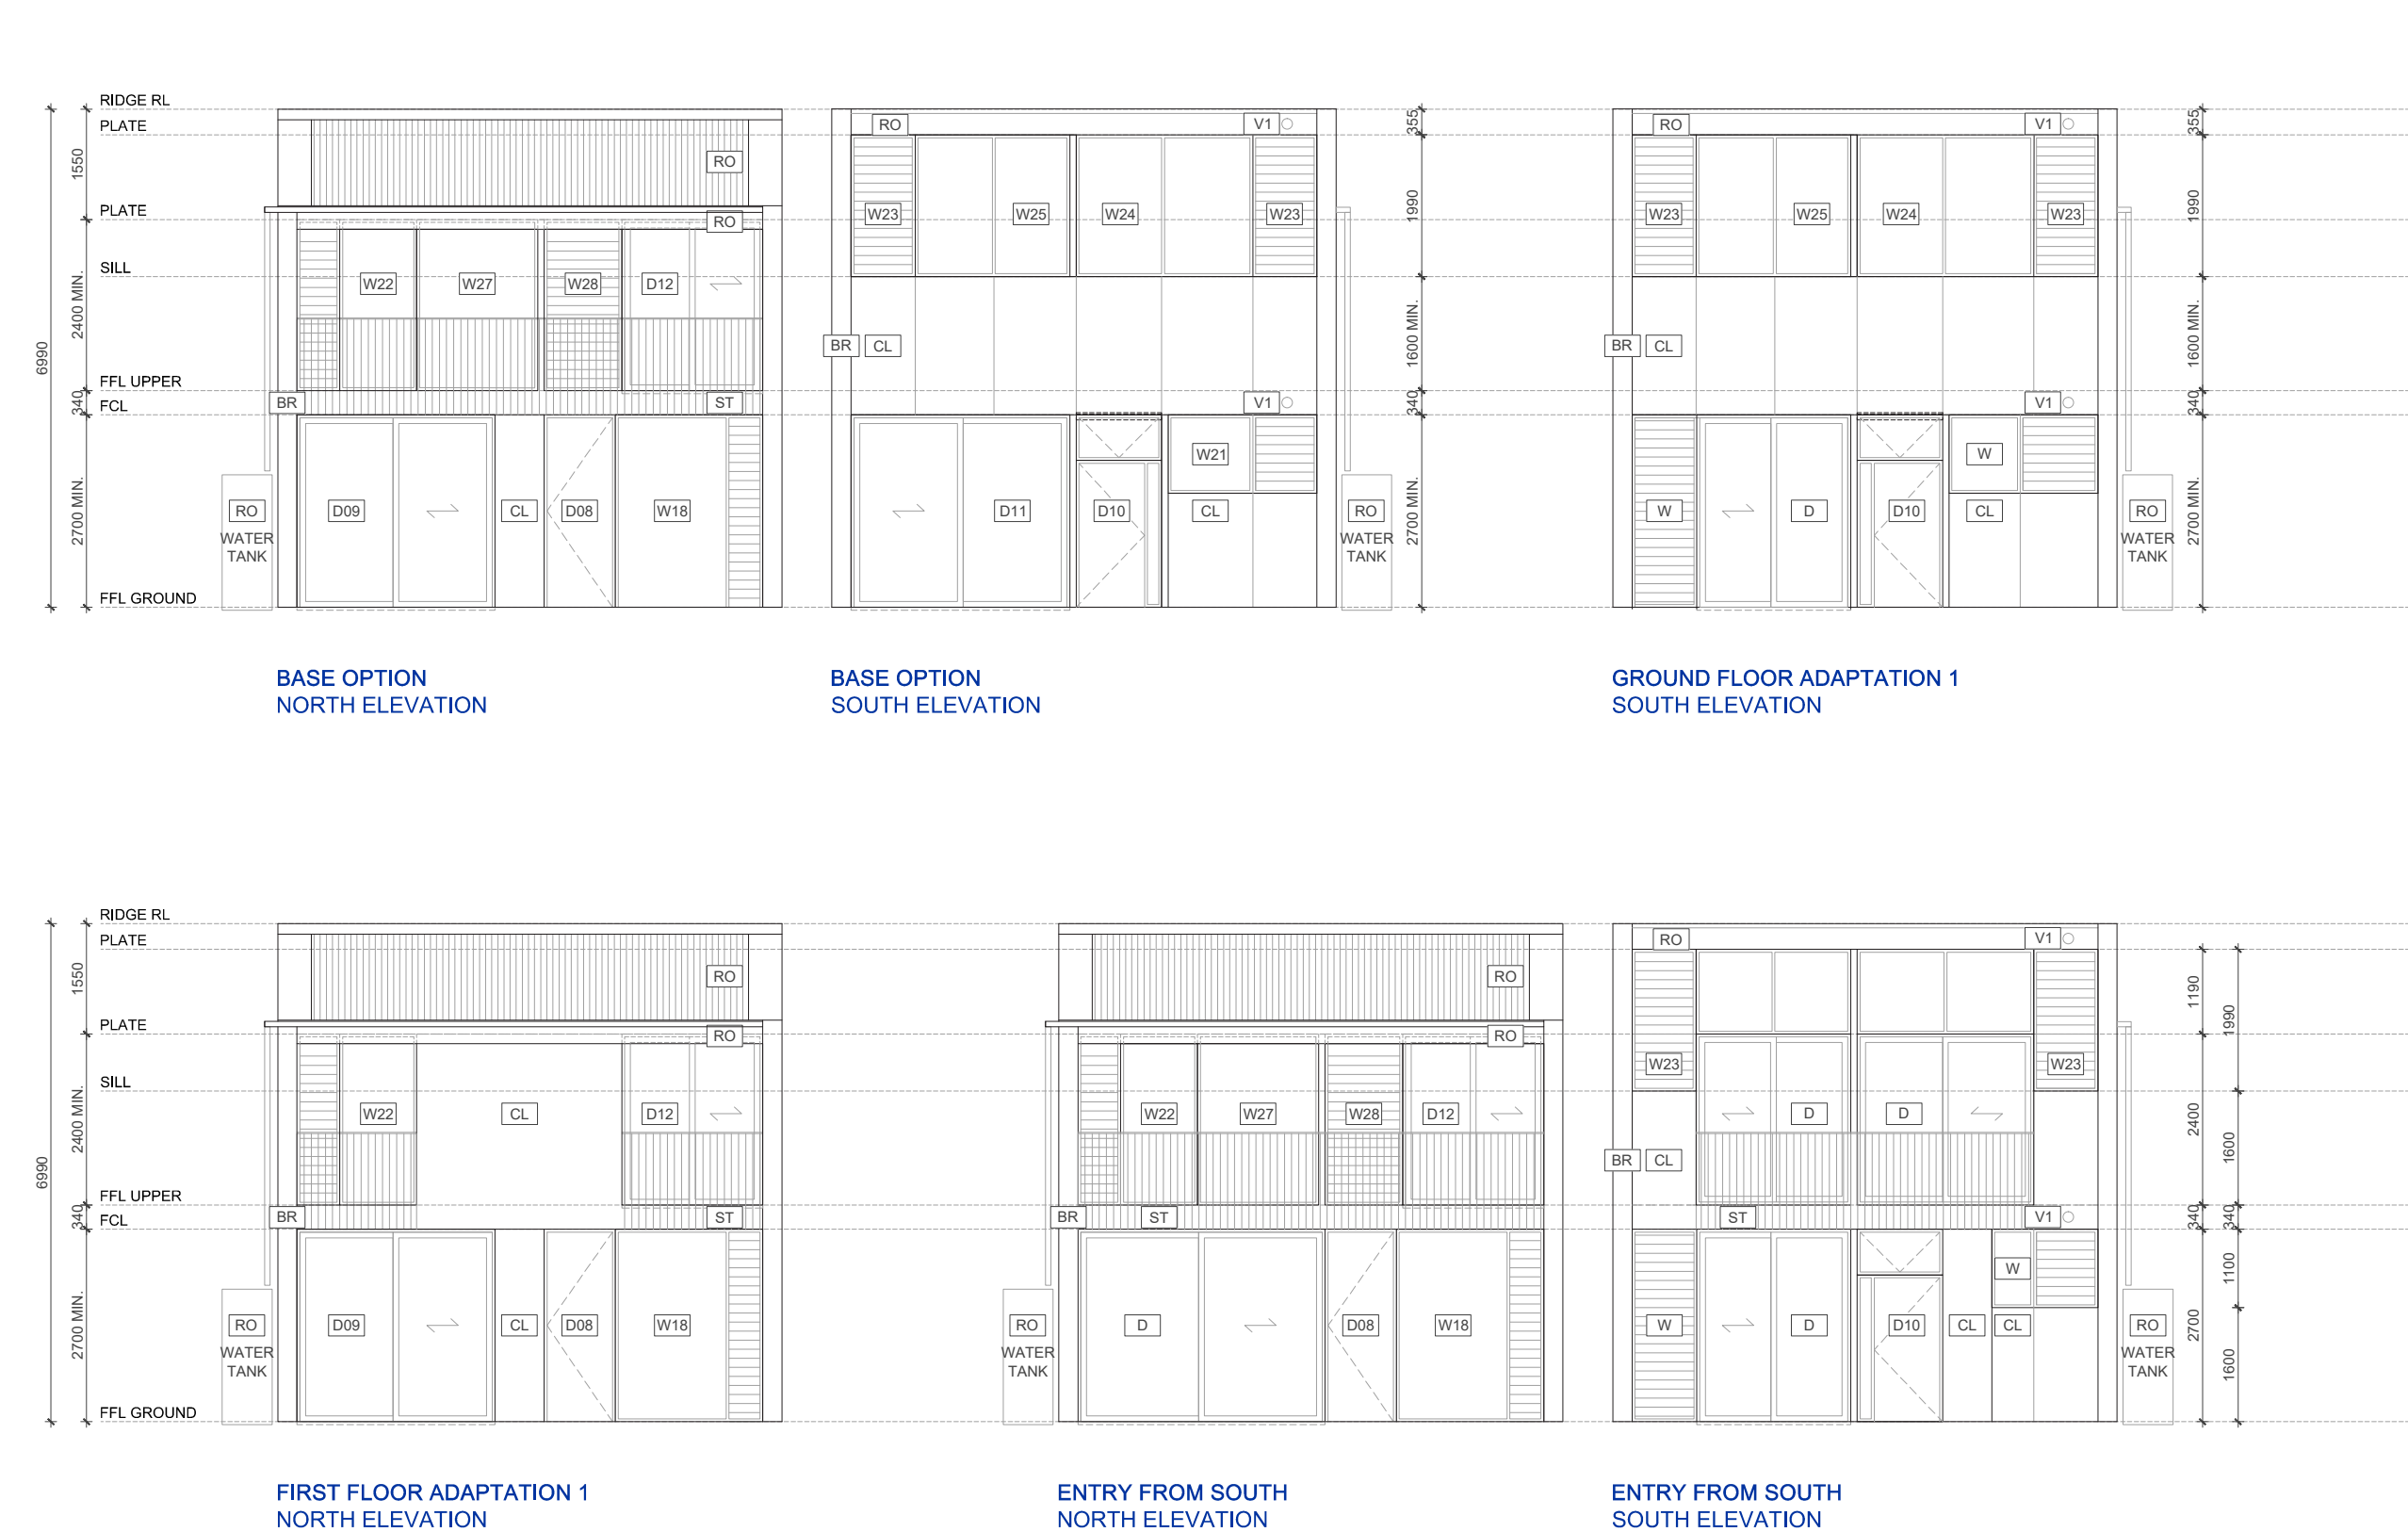 RIDGE RL
PLATE
PLATE
SILL
FFL UPPER
FCL
FFL GROUND
6990
1550
2400 MIN.
340
2700 MIN.
RO
RO
W22
W27
W28
D12
BR
ST
D09
CL
D08
W18
RO
WATER
TANK
BASE OPTION
NORTH ELEVATION
RO
V1
W23
W25
W24
W23
BR
CL
V1
D11
D10
W21
CL
RO
WATER
TANK
355
1990
1600 MIN.
340
2700 MIN.
BASE OPTION
SOUTH ELEVATION
RO
V1
W23
W25
W24
W23
BR
CL
V1
W
D
D10
W
CL
RO
WATER
TANK
355
1990
1600 MIN.
340
2700 MIN.
GROUND FLOOR ADAPTATION 1
SOUTH ELEVATION
RIDGE RL
PLATE
PLATE
SILL
FFL UPPER
FCL
FFL GROUND
6990
1550
2400 MIN.
340
2700 MIN.
RO
RO
W22
CL
D12
BR
ST
D09
CL
D08
W18
RO
WATER
TANK
FIRST FLOOR ADAPTATION 1
NORTH ELEVATION
RO
RO
W22
W27
W28
D12
BR
ST
D
D08
W18
RO
WATER
TANK
ENTRY FROM SOUTH
NORTH ELEVATION
RO
V1
W23
W23
D
D
BR
CL
ST
V1
W
W
D
D10
CL
CL
RO
WATER
TANK
1190
2400
340
2700
1990
1600
340
1100
1600
ENTRY FROM SOUTH
SOUTH ELEVATION